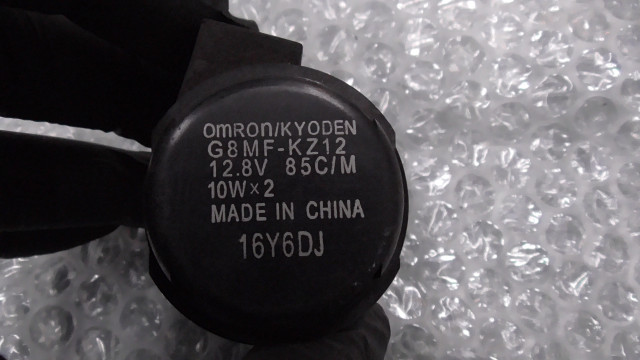 OMRON/KYODEN
G8MF-KZ12
12.8V 85C/M
10W×2
MADE IN CHINA
16Y6DJ